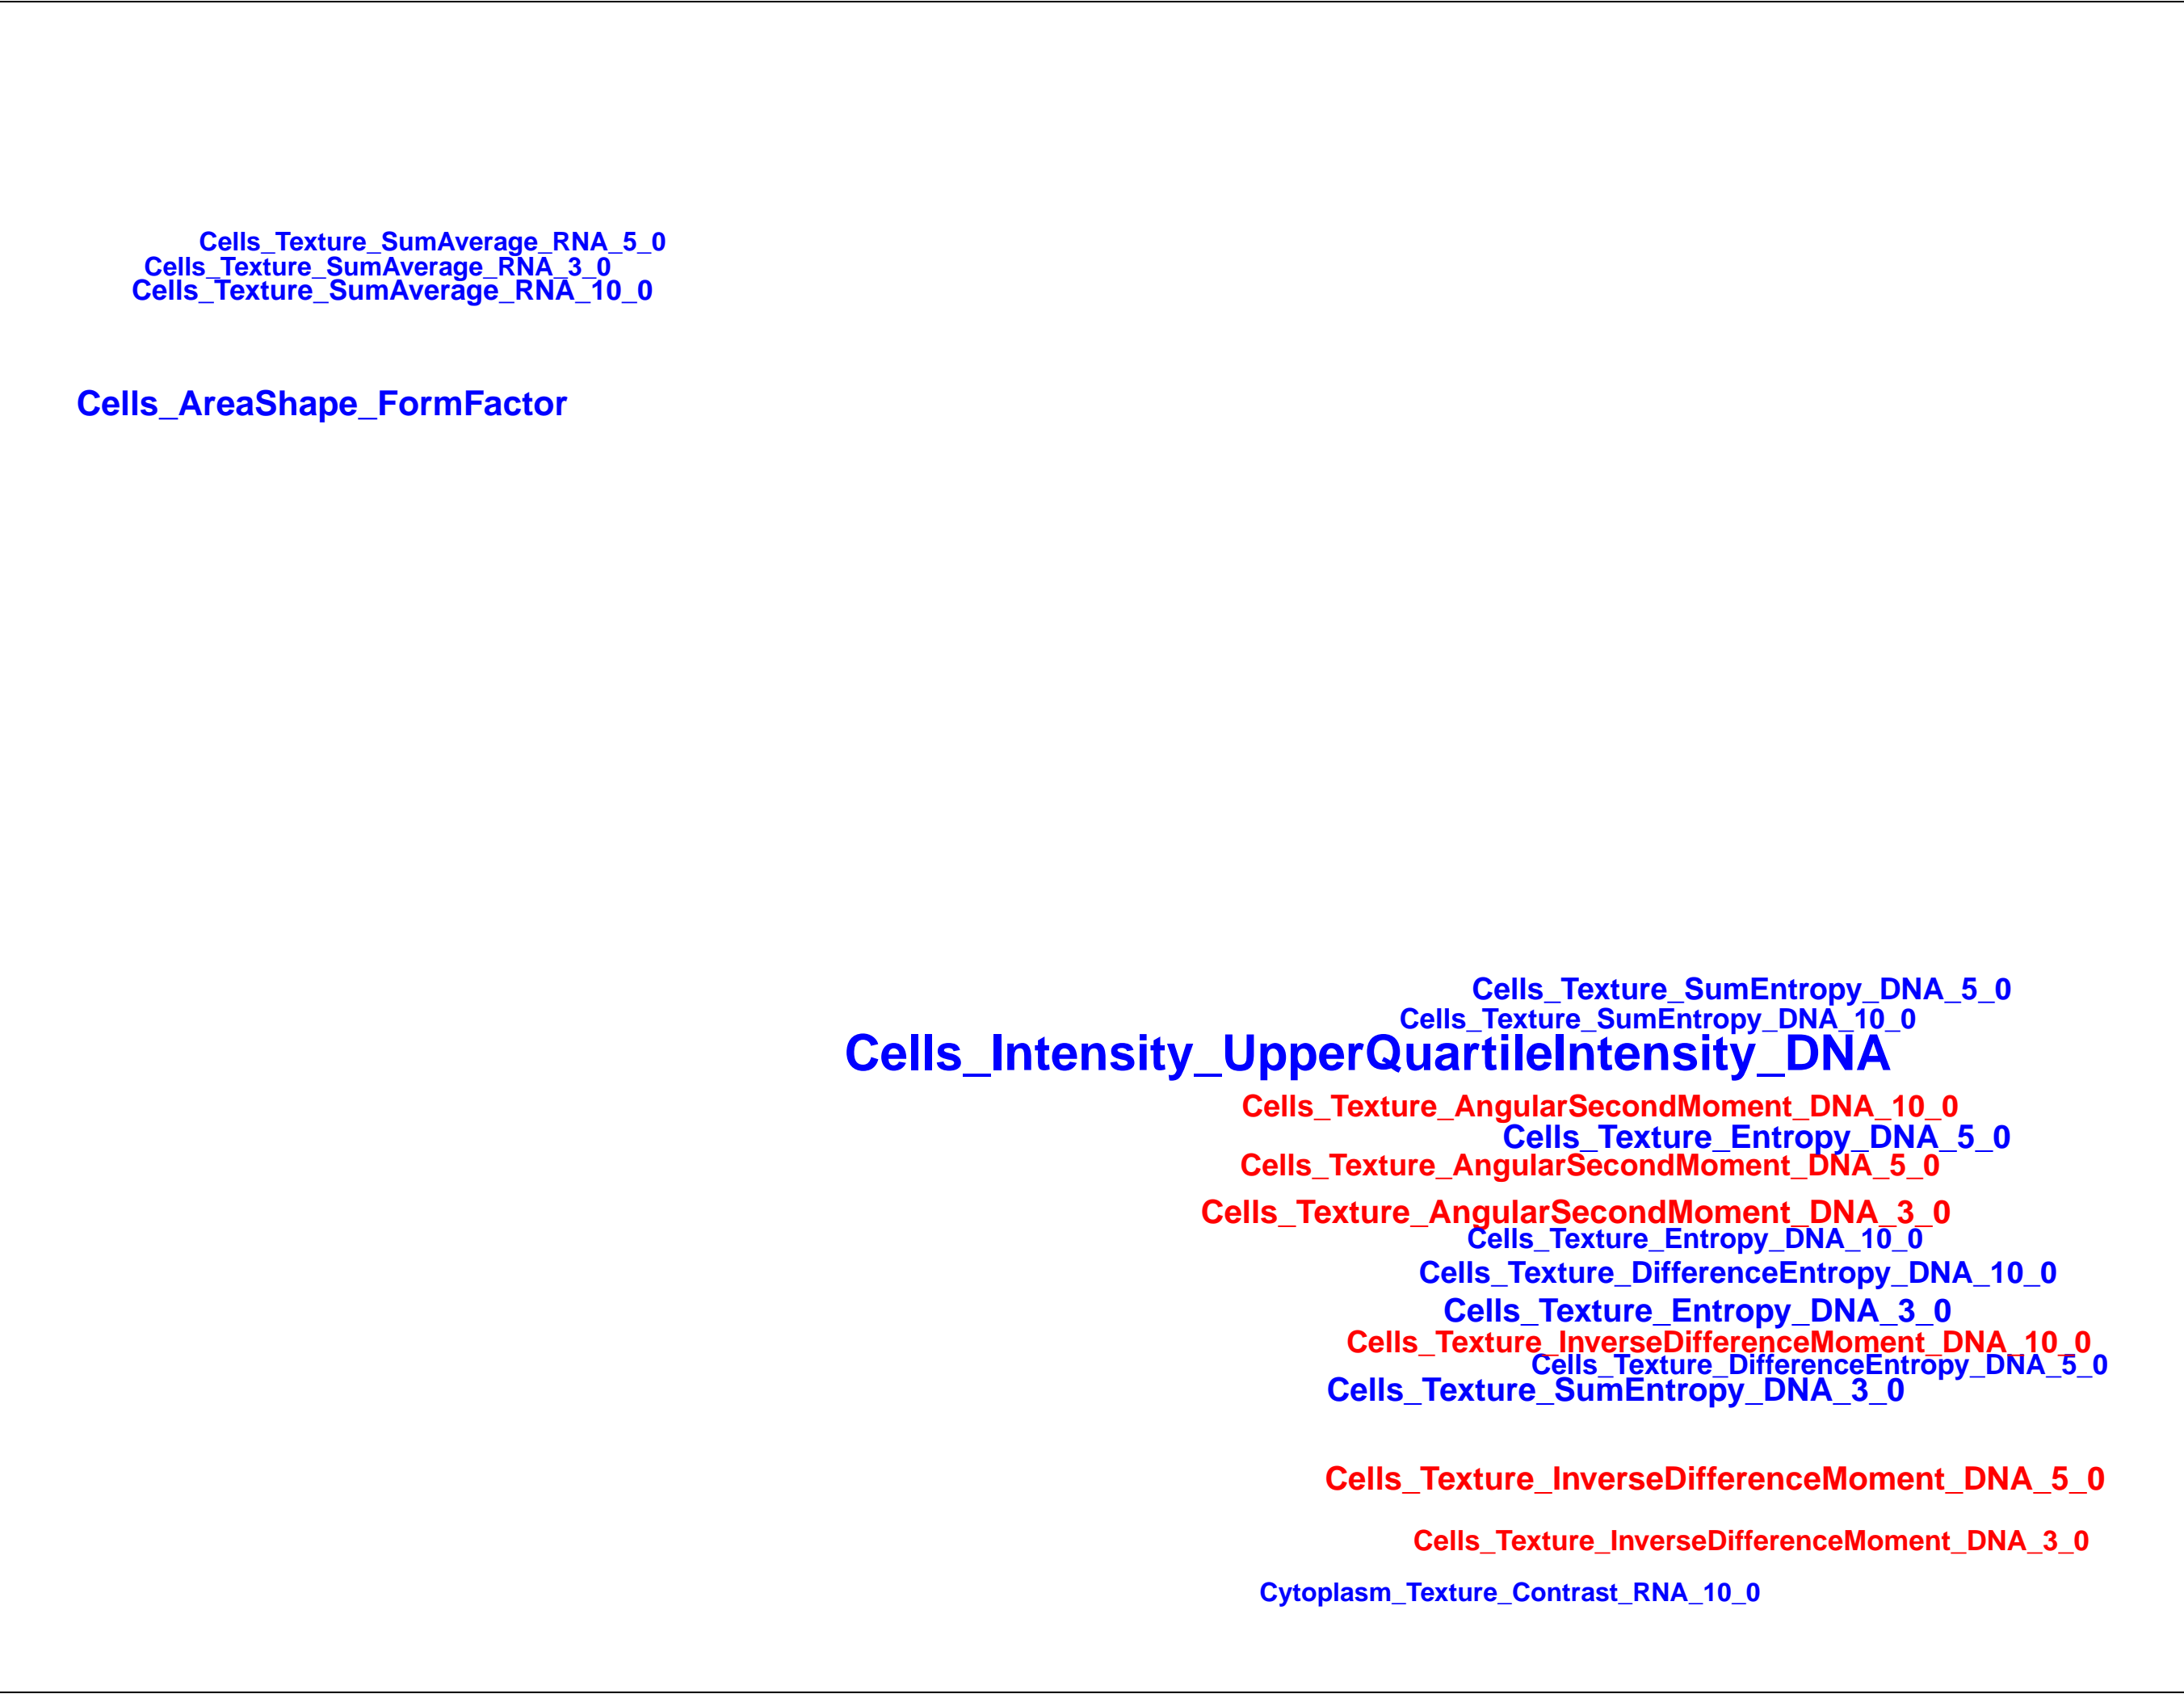 Cells_Texture_SumAverage_RNA_5_0
Cells_Texture_SumAverage_RNA_3_0
Cells_Texture_SumAverage_RNA_10_0
Cells_AreaShape_FormFactor
Cells_Texture_SumEntropy_DNA_5_0
Cells_Texture_SumEntropy_DNA_10_0
Cells_Intensity_UpperQuartileIntensity_DNA
Cells_Texture_AngularSecondMoment_DNA_10_0
Cells_Texture_Entropy_DNA_5_0
Cells_Texture_AngularSecondMoment_DNA_5_0
Cells_Texture_AngularSecondMoment_DNA_3_0
Cells_Texture_Entropy_DNA_10_0
Cells_Texture_DifferenceEntropy_DNA_10_0
Cells_Texture_Entropy_DNA_3_0
Cells_Texture_InverseDifferenceMoment_DNA_10_0
Cells_Texture_DifferenceEntropy_DNA_5_0
Cells_Texture_SumEntropy_DNA_3_0
Cells_Texture_InverseDifferenceMoment_DNA_5_0
Cells_Texture_InverseDifferenceMoment_DNA_3_0
Cytoplasm_Texture_Contrast_RNA_10_0